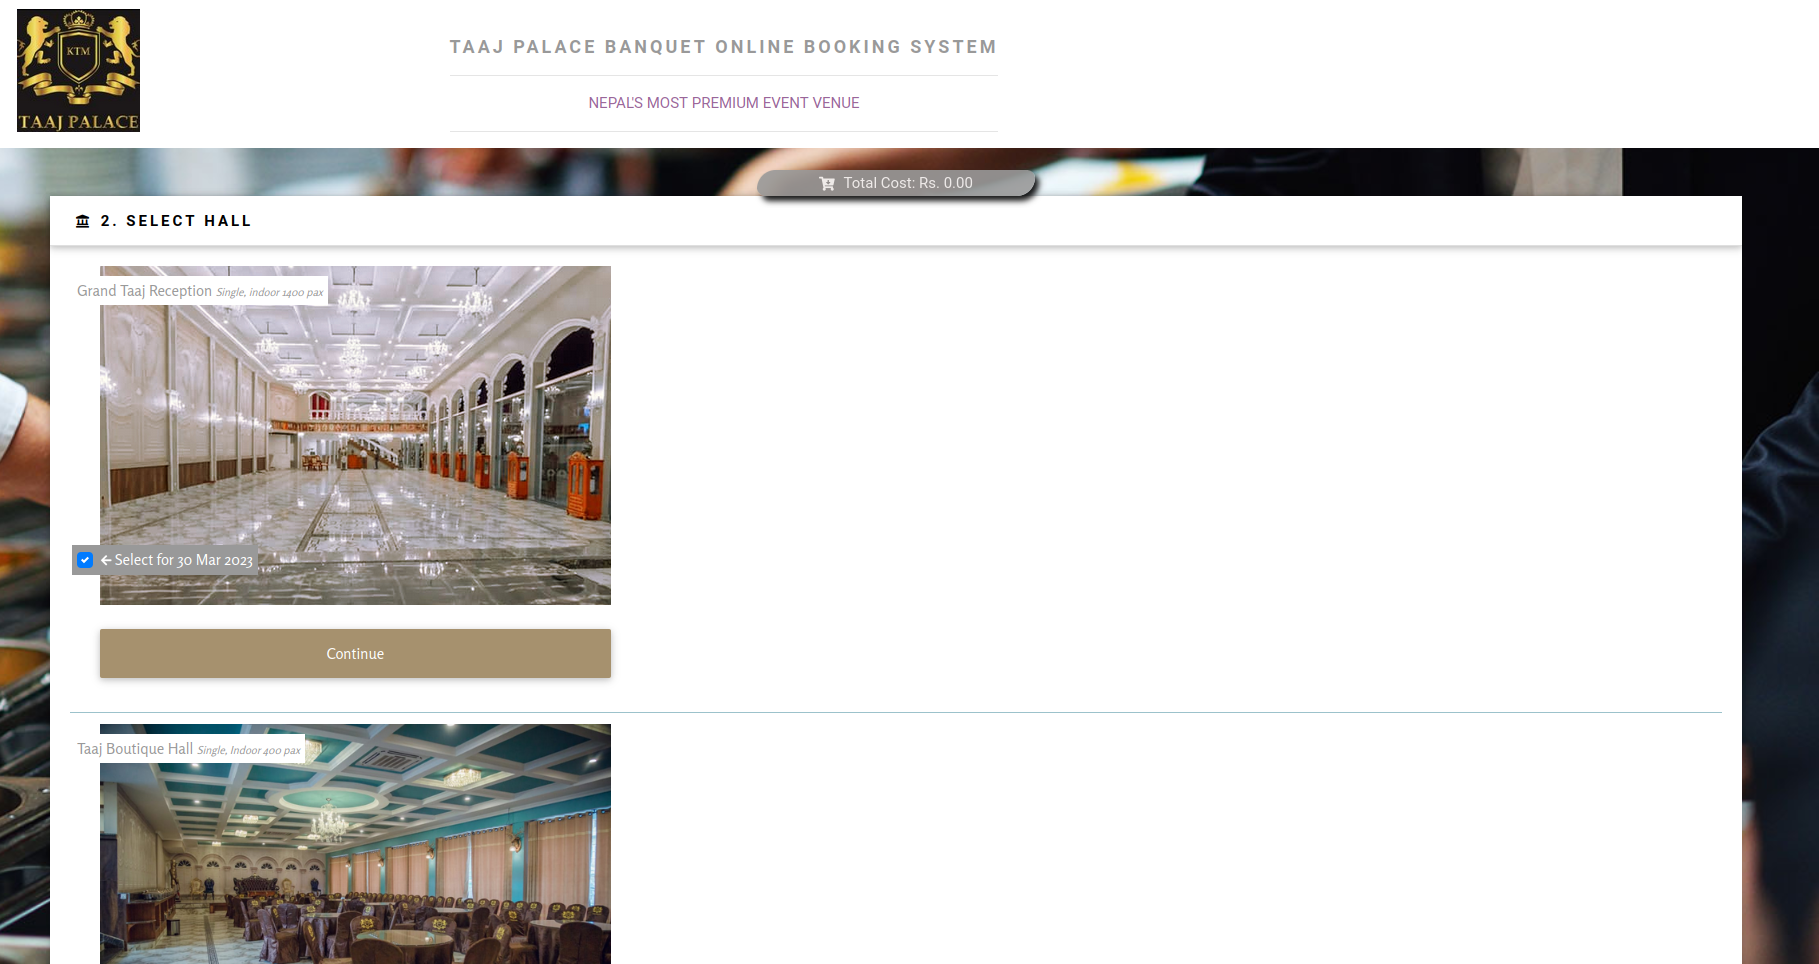 KTM
TAAJ PALACE
TAAJ PALACE BANQUET ONLINE BOOKING SYSTEM
NEPAL'S MOST PREMIUM EVENT VENUE
Total Cost: Rs. 0.00
2. SELECT HALL
Grand Taaj Reception Single, indoor 1400 pax
Select for 30 Mar 2023
Continue
Taaj Boutique Hall Single, Indoor 400 pax